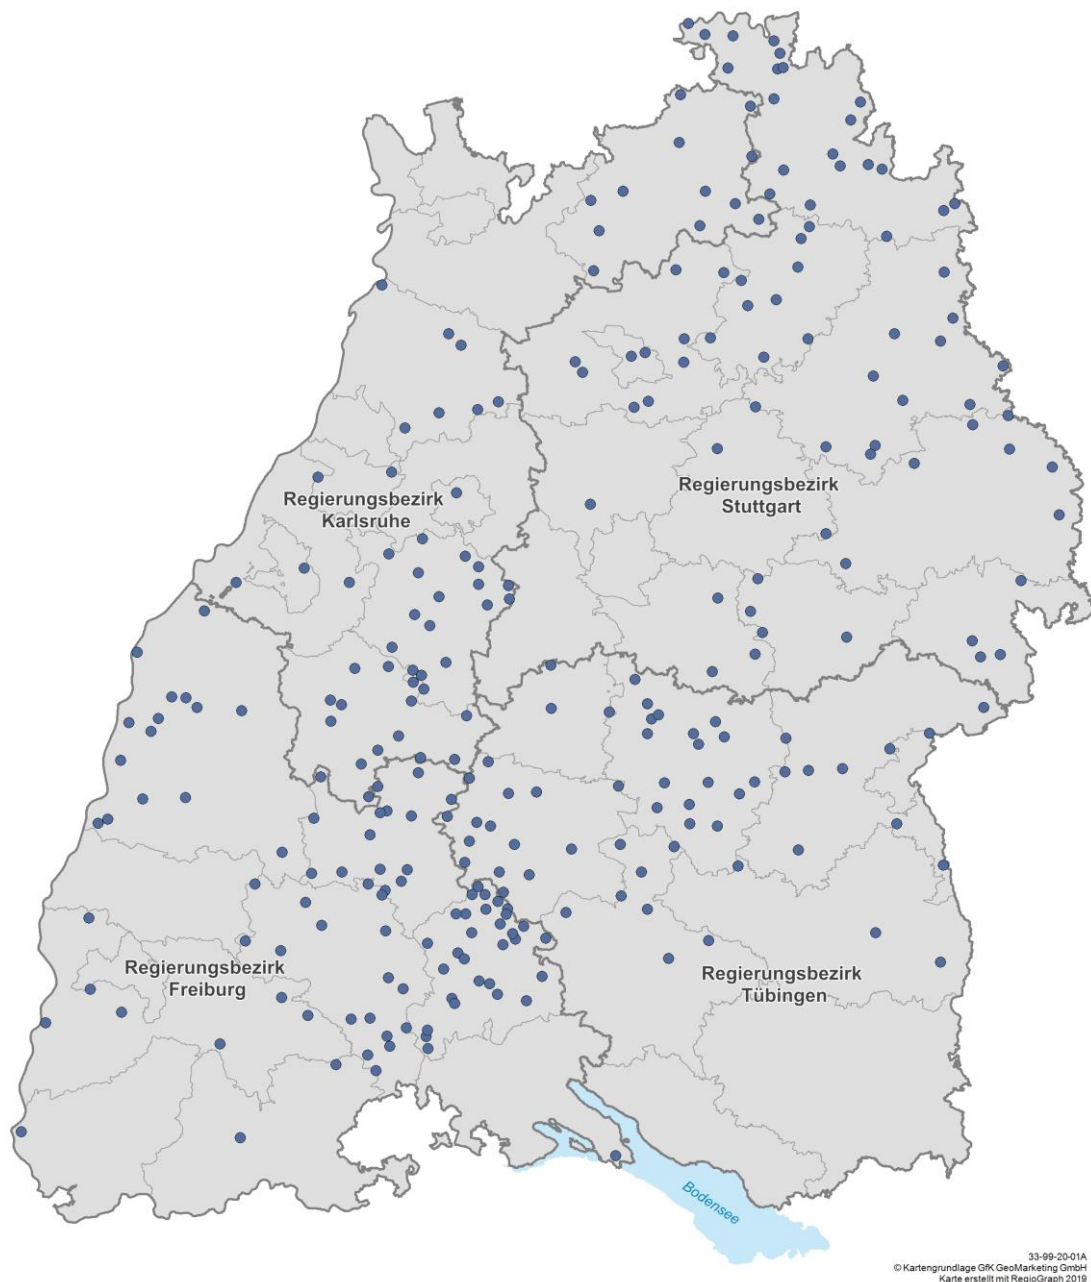 Regierungsbezirk
Karlsruhe
Regierungsbezirk
Stuttgart
Regierungsbezirk
Freiburg
Regierungsbezirk
Tübingen
Bodensee
33-99-20-01A
© Kartengrundlage GfK GeoMarketing GmbH
Karte erstellt mit RegioGraph 2019